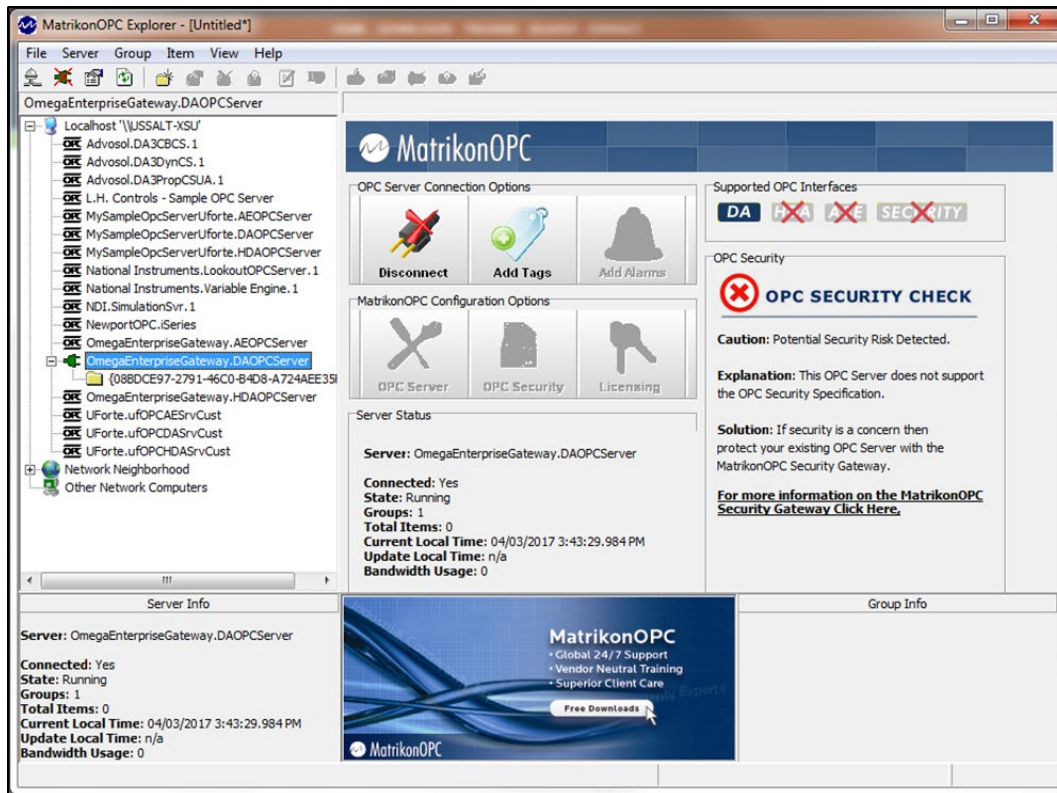 MatrikonOPC Explorer - [Untitled*]
File Server Group Item View Help
OmegaEnterpriseGateway.DAOPCServer
Localhost '\\USSALT-XSU'
Advosol.DA3CBCS.1
Advosol.DA3DynCS.1
Advosol.DA3PropCSUA.1
L.H. Controls - Sample OPC Server
MySampleOpcServerUforte.AEOPCServer
MySampleOpcServerUforte.DAOPCServer
MySampleOpcServerUforte.HDAOPCServer
National Instruments.LookoutOPCServer.1
National Instruments.Variable Engine.1
NDI.SimulationSvr.1
NewportOPC.iSeries
OmegaEnterpriseGateway.AEOPCServer
OmegaEnterpriseGateway.DAOPCServer
{08BDCE97-2791-46C0-B4D8-A724AEE35
OmegaEnterpriseGateway.HDAOPCServer
UForte.ufOPCAESrvCust
UForte.ufOPCDASrvCust
UForte.ufOPCHDASrvCust
Network Neighborhood
Other Network Computers
MatrikonOPC
OPC Server Connection Options
Disconnect Add Tags Add Alarms
MatrikonOPC Configuration Options
OPC Server OPC Security Licensing
Server Status
Server: OmegaEnterpriseGateway.DAOPCServer
Connected: Yes
State: Running
Groups: 1
Total Items: 0
Current Local Time: 04/03/2017 3:43:29.984 PM
Update Local Time: n/a
Bandwidth Usage: 0
Supported OPC Interfaces
DA HDA A&E SECURITY
OPC Security
OPC SECURITY CHECK
Caution: Potential Security Risk Detected.
Explanation: This OPC Server does not support
the OPC Security Specification.
Solution: If security is a concern then
protect your existing OPC Server with the
MatrikonOPC Security Gateway.
For more information on the MatrikonOPC
Security Gateway Click Here.
Server Info
Server: OmegaEnterpriseGateway.DAOPCServer
Connected: Yes
State: Running
Groups: 1
Total Items: 0
Current Local Time: 04/03/2017 3:43:29.984 PM
Update Local Time: n/a
Bandwidth Usage: 0
MatrikonOPC
• Global 24/7 Support
• Vendor Neutral Training
• Superior Client Care
Experts
Free Downloads
MatrikonOPC
Group Info